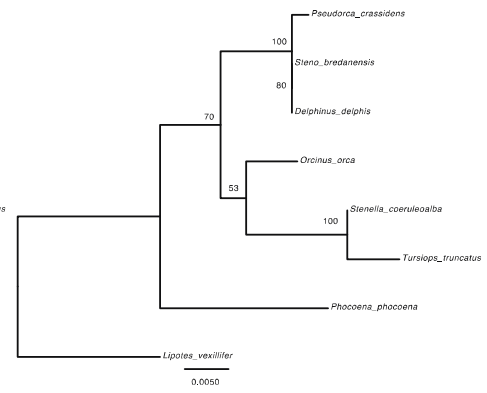 Pseudorca_crassidens
100
Steno_bredanensis
80
Delphinus_delphis
70
Orcinus_orca
53
Stenella_coeruleoalba
100
Tursiops_truncatus
Phocoena_phocoena
Lipotes_vexillifer
0.0050